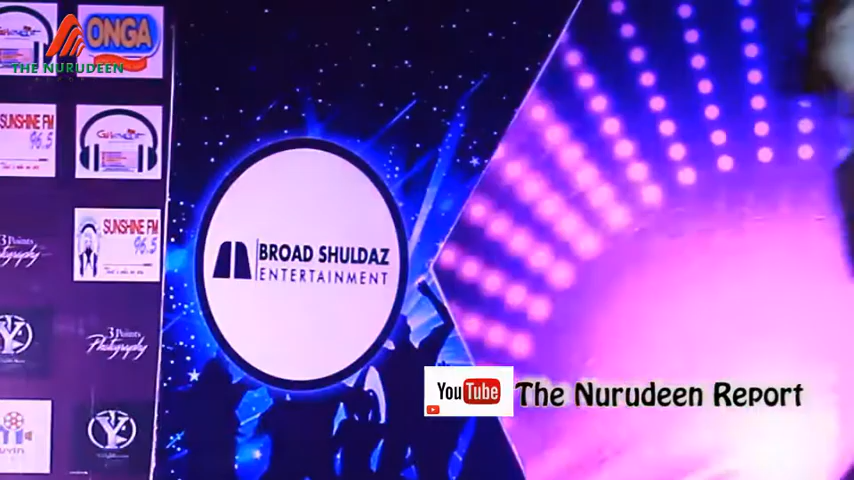 ONGA
THE NURUDEEN
SUNSHINE FM
96.5
SUNSHINE FM
96.5
3 Points
Photography
3 Points
Photography
BROAD SHULDAZ
ENTERTAINMENT
YouTube
The Nurudeen Report